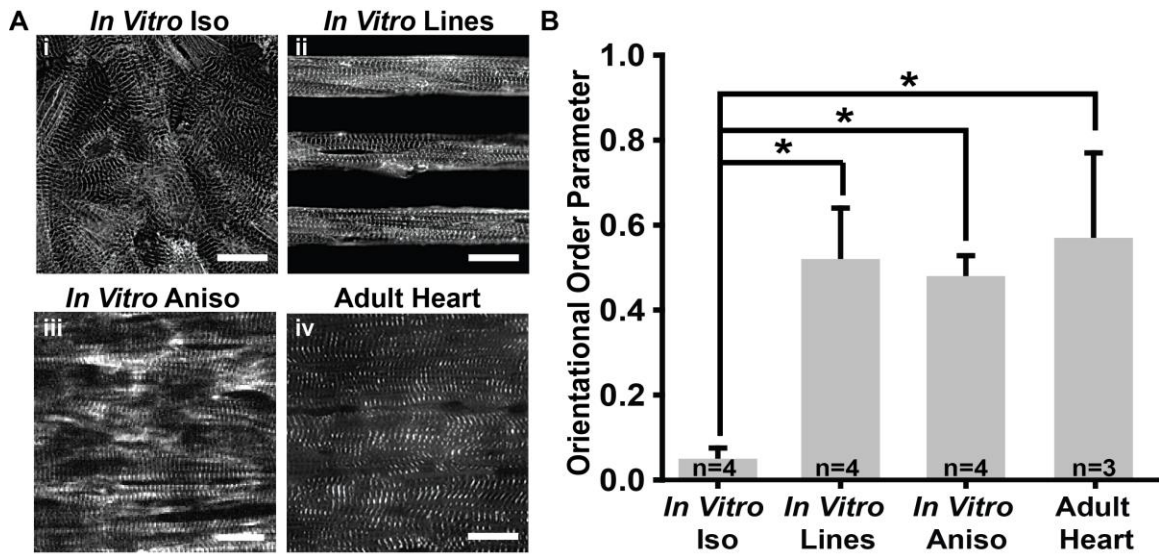 A
In Vitro Iso
i
In Vitro Lines
ii
In Vitro Aniso
iii
Adult Heart
iv
B
Orientational Order Parameter
1.0
0.8
0.6
0.4
0.2
0.0
*
*
*
n=4
n=4
n=4
n=3
In Vitro
Iso
In Vitro
Lines
In Vitro
Aniso
Adult
Heart